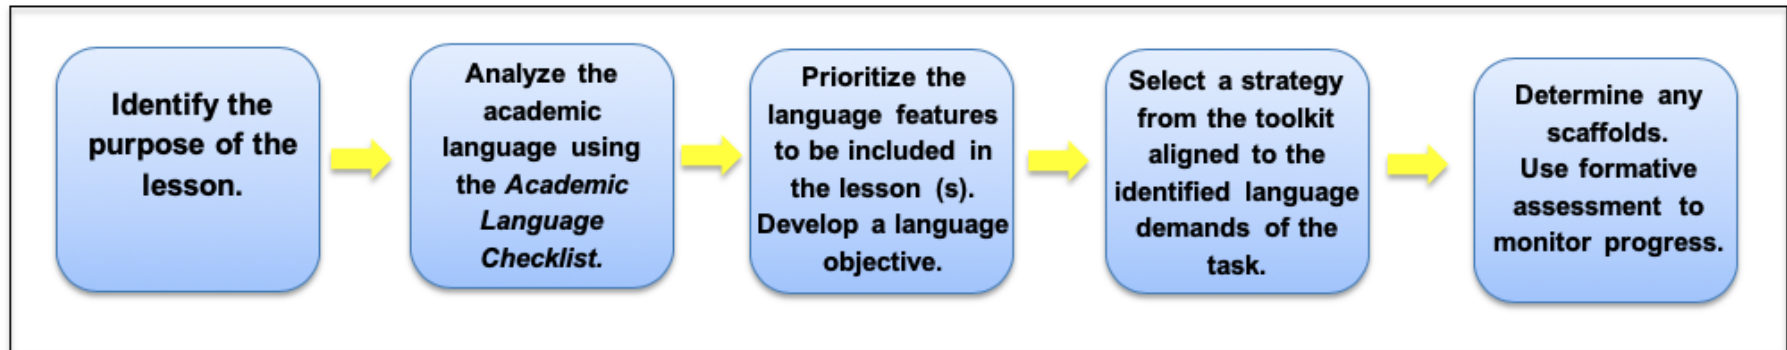 Identify the
purpose of the
lesson.
Analyze the
academic
language using
the Academic
Language
Checklist.
Prioritize the
language features
to be included in
the lesson (s).
Develop a language
objective.
Select a strategy
from the toolkit
aligned to the
identified language
demands of the
task.
Determine any
scaffolds.
Use formative
assessment to
monitor progress.